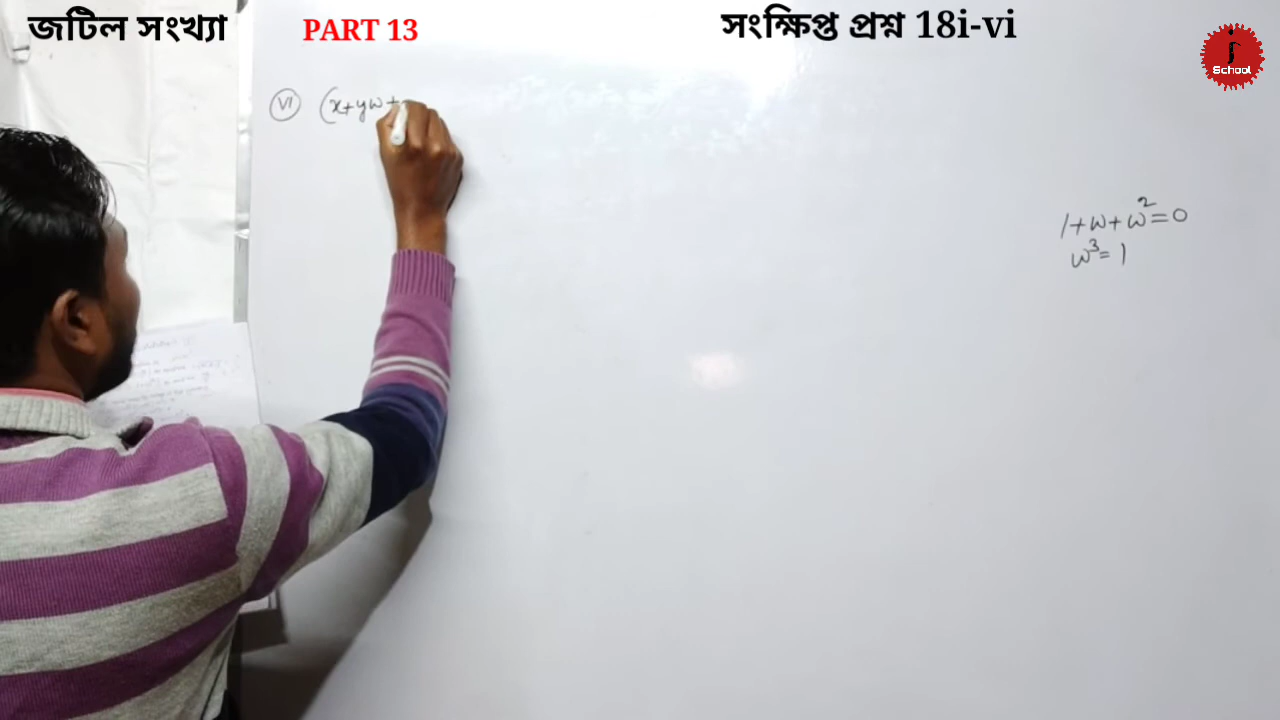 জটিল সংখ্যা PART 13 সংক্ষিপ্ত প্রশ্ন 18i-vi
School
VI (x+yω+
1+ω+ω²=0
ω³=1